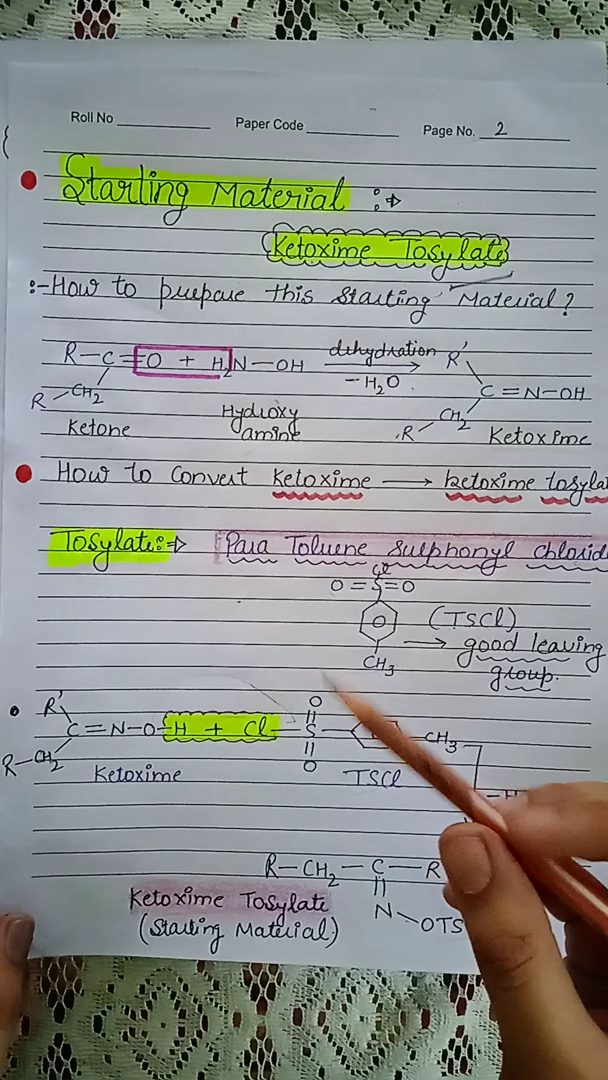 Roll No Paper Code Page No. 2
Starting Material :⇒
Ketoxime Tosylate
:-How to prepare this Starting Material?
R-C=O + H₂N-OH dehydration R'
-H₂O
R-CH₂ C=N-OH
Hydroxy CH₂
Ketone amine R Ketoxime
How to Convert Ketoxime → ketoxime tosylat
Tosylate:⇒ Para Toluene Sulphonyl Chloride
Cl
O=S=O
(TSCl)
→ good leaving
CH₃ group.
R' O
C=N-O-H + Cl-S- CH₃
R-CH₂ O
Ketoxime TSCl
-H
R-CH₂-C-R
Ketoxime Tosylate N-OTS
(Starting Material)